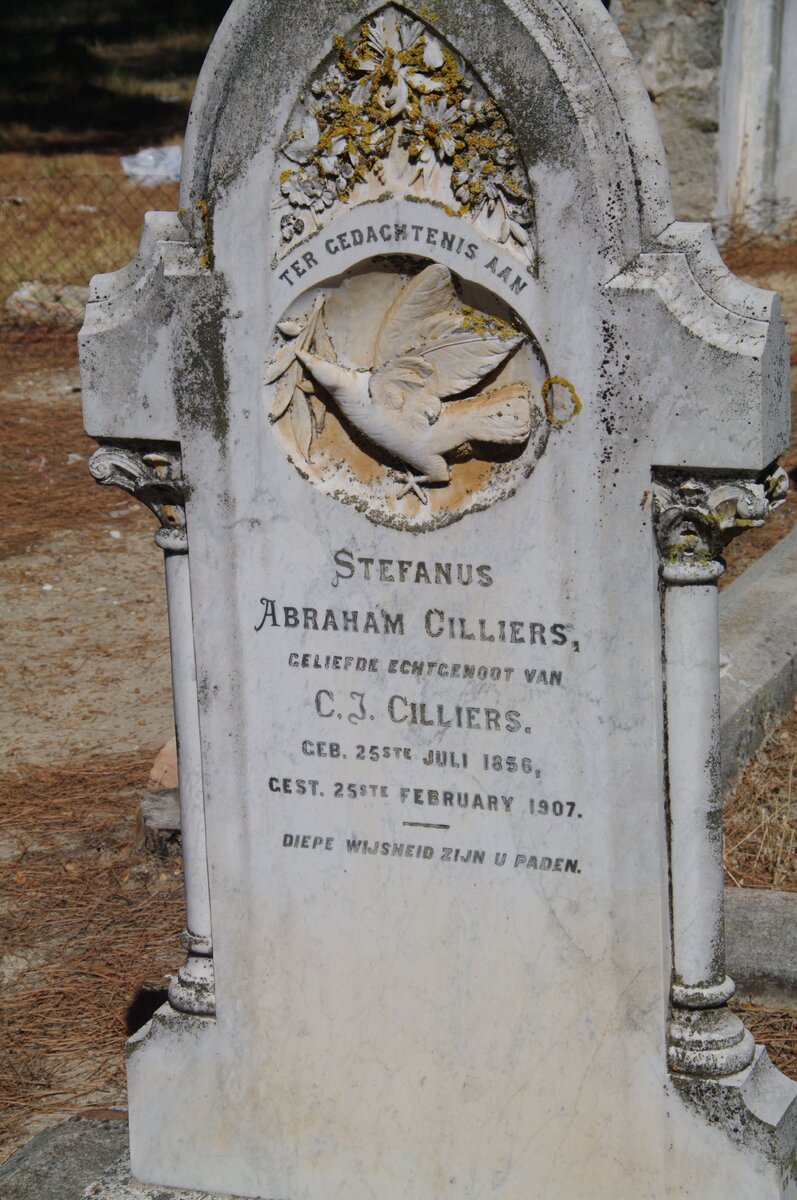 TER GEDACHTENIS AAN
STEFANUS
ABRAHAM CILLIERS,
GELIEFDE ECHTGENOOT VAN
C. J. CILLIERS.
GEB. 25STE JULI 1856,
GEST. 25STE FEBRUARY 1907.
DIEPE WIJSHEID ZIJN U PADEN.